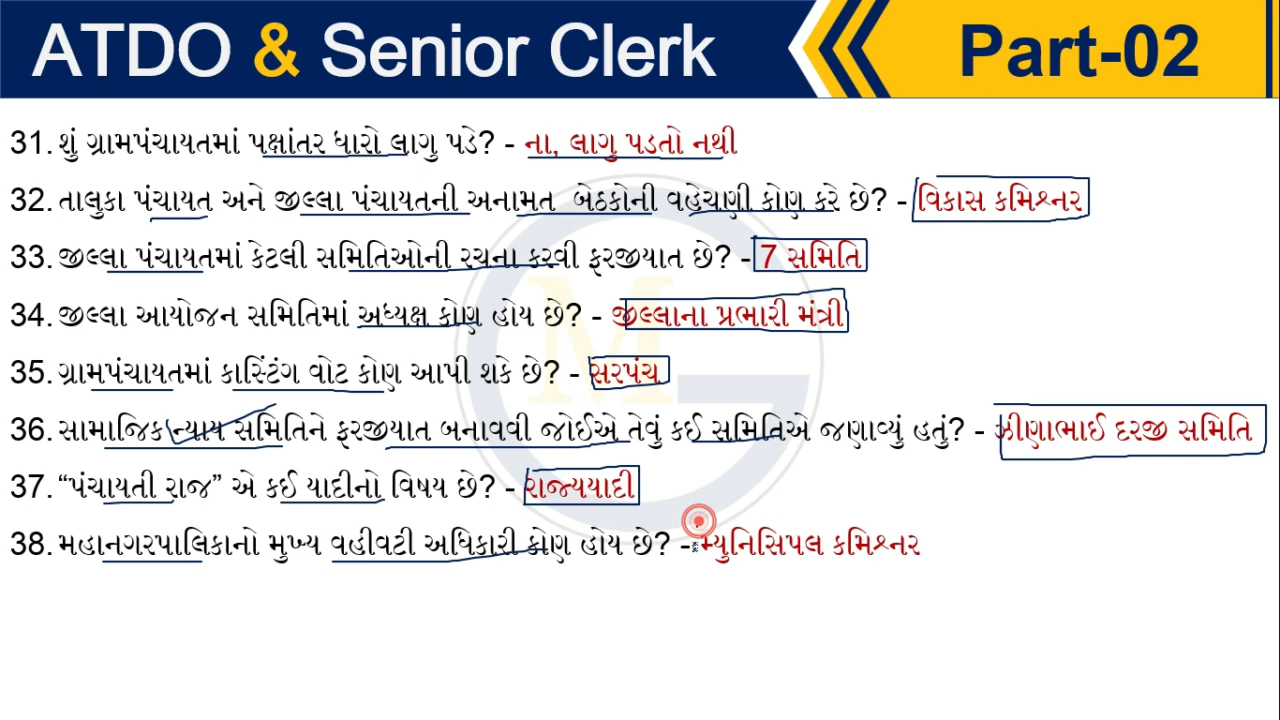 ATDO & Senior Clerk
Part-02
31. શું ગ્રામપંચાયતમાં પક્ષાંતર ધારો લાગુ પડે? - ના, લાગુ પડતો નથી
32. તાલુકા પંચાયત અને જીલ્લા પંચાયતની અનામત બેઠકોની વહેચણી કોણ કરે છે? - વિકાસ કમિશ્નર
33. જીલ્લા પંચાયતમાં કેટલી સમિતિઓની રચના કરવી ફરજીયાત છે? - 7 સમિતિ
34. જીલ્લા આયોજન સમિતિમાં અધ્યક્ષ કોણ હોય છે? - જીલ્લાના પ્રભારી મંત્રી
35. ગ્રામપંચાયતમાં કાસ્ટિંગ વોટ કોણ આપી શકે છે? - સરપંચ
36. સામાજિક ન્યાય સમિતિને ફરજીયાત બનાવવી જોઈએ તેવું કઈ સમિતિએ જણાવ્યું હતું? - ઝીણાભાઈ દરજી સમિતિ
37. “પંચાયતી રાજ” એ કઈ યાદીનો વિષય છે? - રાજ્યયાદી
38. મહાનગરપાલિકાનો મુખ્ય વહીવટી અધિકારી કોણ હોય છે? - મ્યુનિસિપલ કમિશ્નર